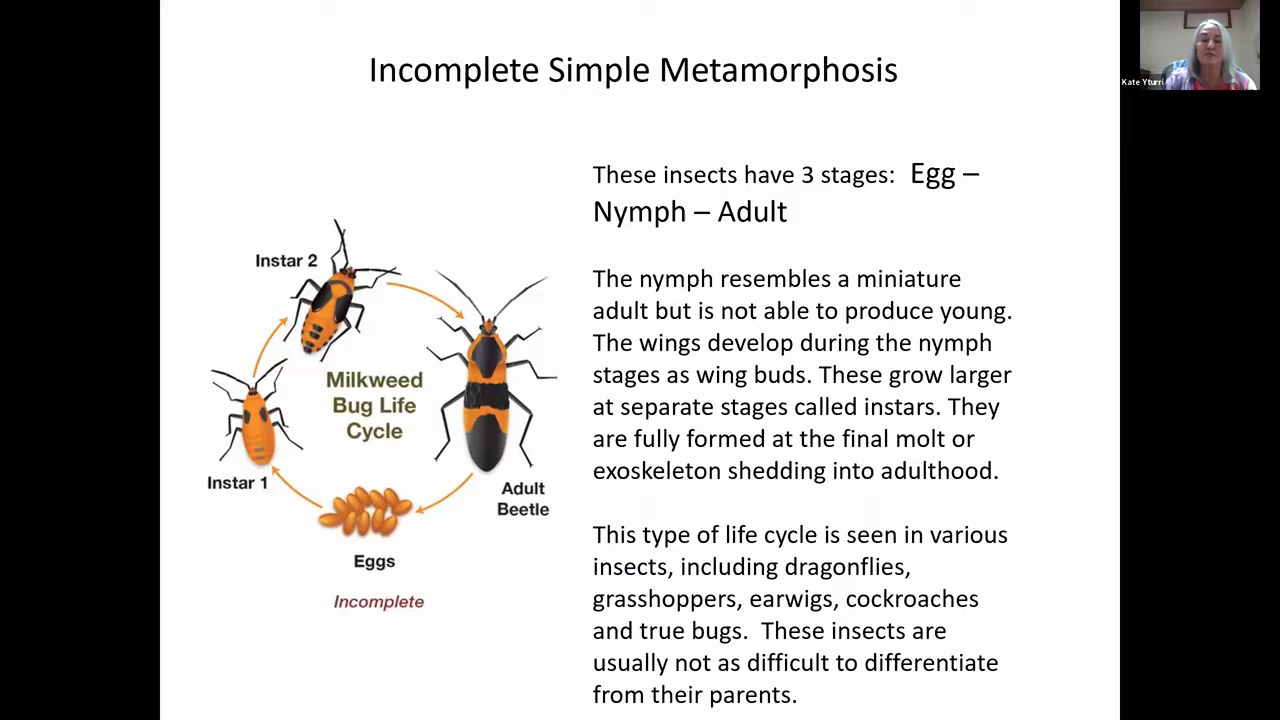 Incomplete Simple Metamorphosis
Kate Yturri
These insects have 3 stages: Egg –
Nymph – Adult
The nymph resembles a miniature
adult but is not able to produce young.
The wings develop during the nymph
stages as wing buds. These grow larger
at separate stages called instars. They
are fully formed at the final molt or
exoskeleton shedding into adulthood.
This type of life cycle is seen in various
insects, including dragonflies,
grasshoppers, earwigs, cockroaches
and true bugs. These insects are
usually not as difficult to differentiate
from their parents.
Instar 2
Milkweed
Bug Life
Cycle
Instar 1
Adult
Beetle
Eggs
Incomplete